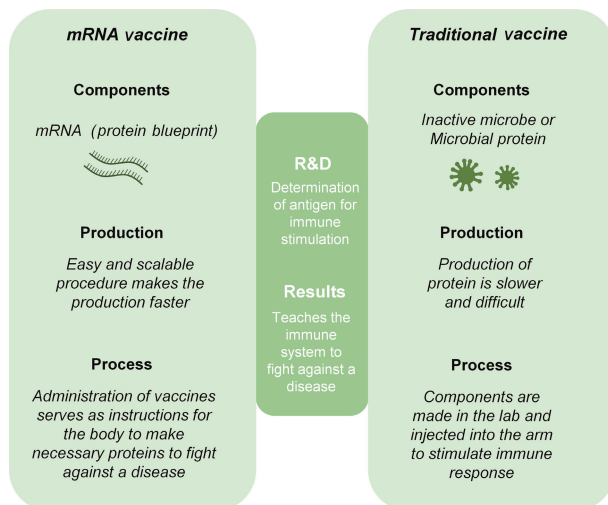 mRNA vaccine
Components
mRNA (protein blueprint)
Production
Easy and scalable
procedure makes the
production faster
Process
Administration of vaccines
serves as instructions for
the body to make
necessary proteins to fight
against a disease
R&D
Determination
of antigen for
immune
stimulation
Results
Teaches the
immune
system to
fight against a
disease
Traditional vaccine
Components
Inactive microbe or
Microbial protein
Production
Production of
protein is slower
and difficult
Process
Components are
made in the lab and
injected into the arm
to stimulate immune
response